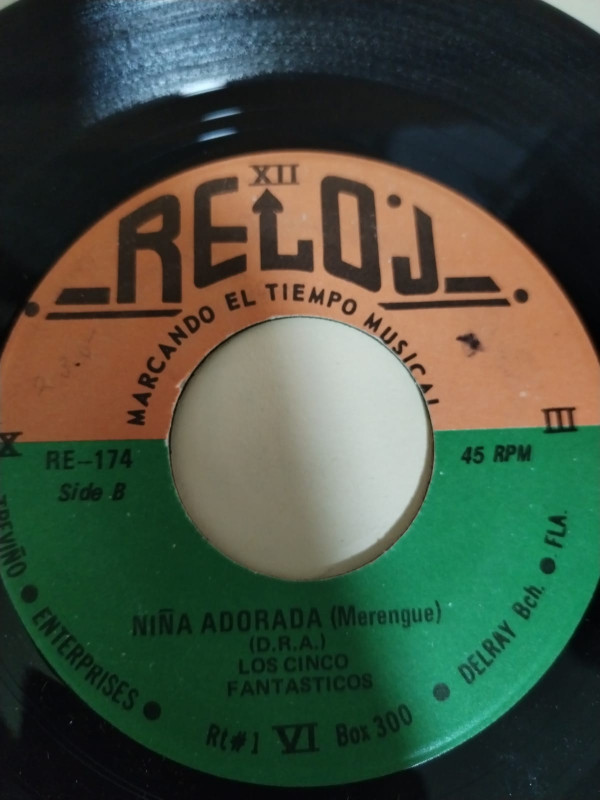 XII
RELOJ
MARCANDO EL TIEMPO MUSICAL
III
RE-174
Side B
45 RPM
NIÑA ADORADA (Merengue)
(D.R.A.)
LOS CINCO
FANTASTICOS
TREVIÑO • ENTERPRISES • Rt#1 VI Box 300 • DELRAY Bch. • FLA.